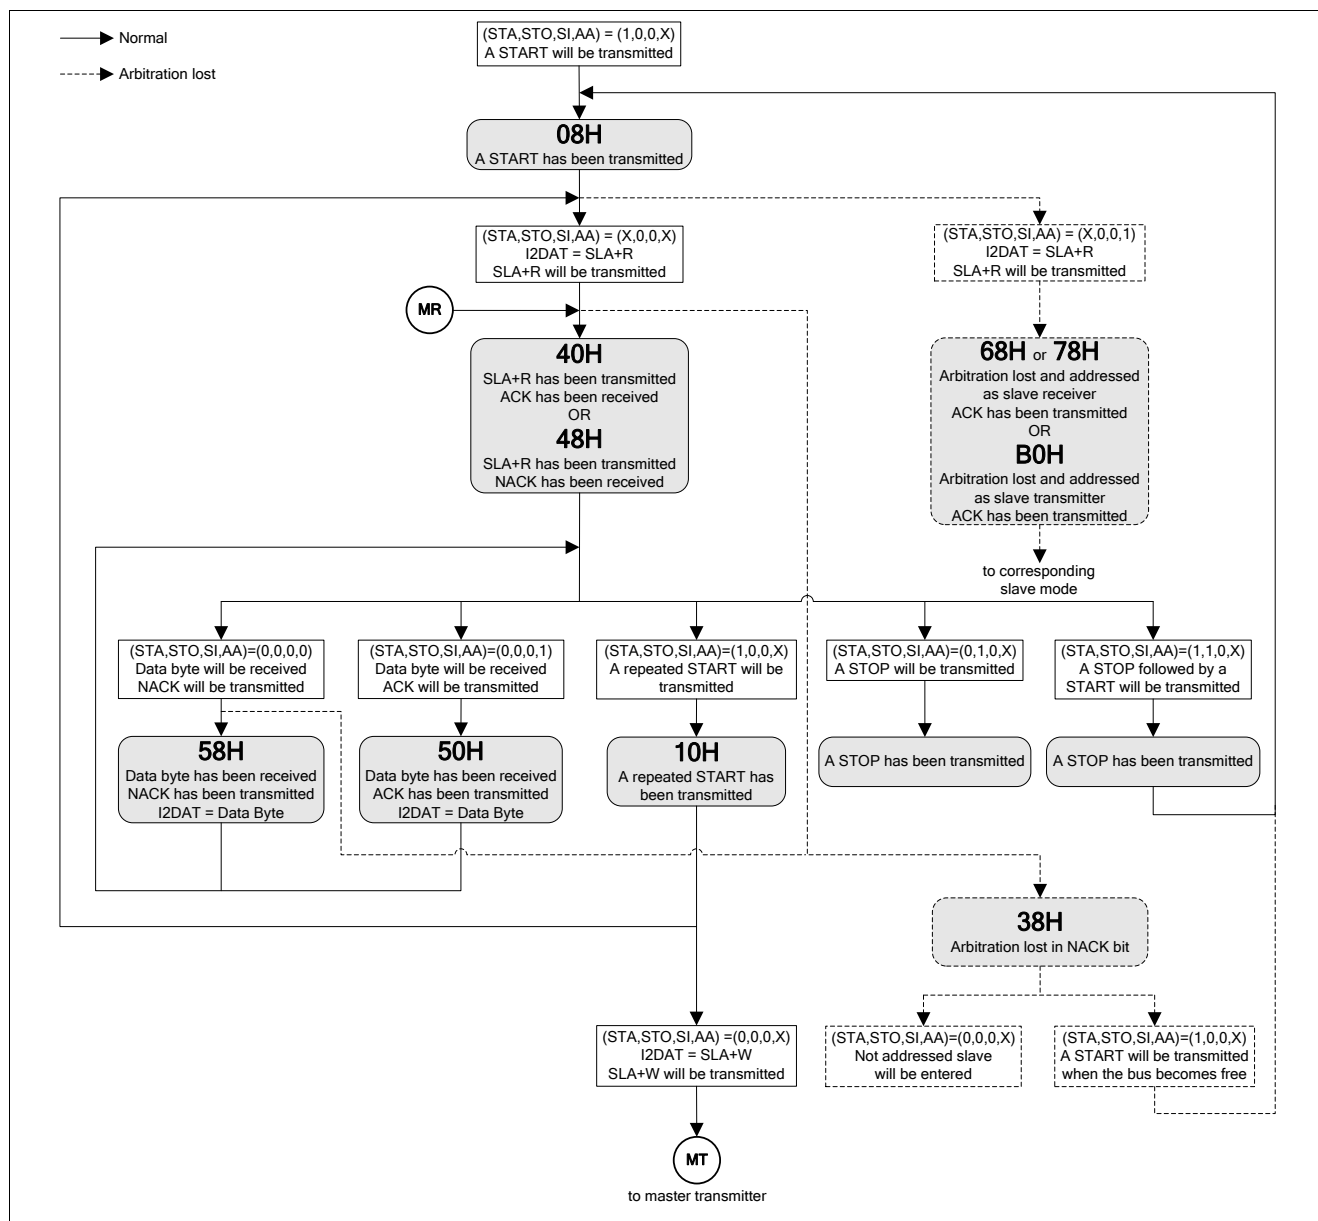 Normal
Arbitration lost
(STA,STO,SI,AA) = (1,0,0,X)
A START will be transmitted
08H
A START has been transmitted
(STA,STO,SI,AA) = (X,0,0,X)
I2DAT = SLA+R
SLA+R will be transmitted
(STA,STO,SI,AA) = (X,0,0,1)
I2DAT = SLA+R
SLA+R will be transmitted
MR
40H
SLA+R has been transmitted
ACK has been received
OR
48H
SLA+R has been transmitted
NACK has been received
68H or 78H
Arbitration lost and addressed
as slave receiver
ACK has been transmitted
OR
B0H
Arbitration lost and addressed
as slave transmitter
ACK has been transmitted
to corresponding
slave mode
(STA,STO,SI,AA)=(0,0,0,0)
Data byte will be received
NACK will be transmitted
(STA,STO,SI,AA)=(0,0,0,1)
Data byte will be received
ACK will be transmitted
(STA,STO,SI,AA)=(1,0,0,X)
A repeated START will be
transmitted
(STA,STO,SI,AA)=(0,1,0,X)
A STOP will be transmitted
(STA,STO,SI,AA)=(1,1,0,X)
A STOP followed by a
START will be transmitted
58H
Data byte has been received
NACK has been transmitted
I2DAT = Data Byte
50H
Data byte has been received
ACK has been transmitted
I2DAT = Data Byte
10H
A repeated START has
been transmitted
A STOP has been transmitted
A STOP has been transmitted
38H
Arbitration lost in NACK bit
(STA,STO,SI,AA) =(0,0,0,X)
I2DAT = SLA+W
SLA+W will be transmitted
(STA,STO,SI,AA)=(0,0,0,X)
Not addressed slave
will be entered
(STA,STO,SI,AA)=(1,0,0,X)
A START will be transmitted
when the bus becomes free
MT
to master transmitter